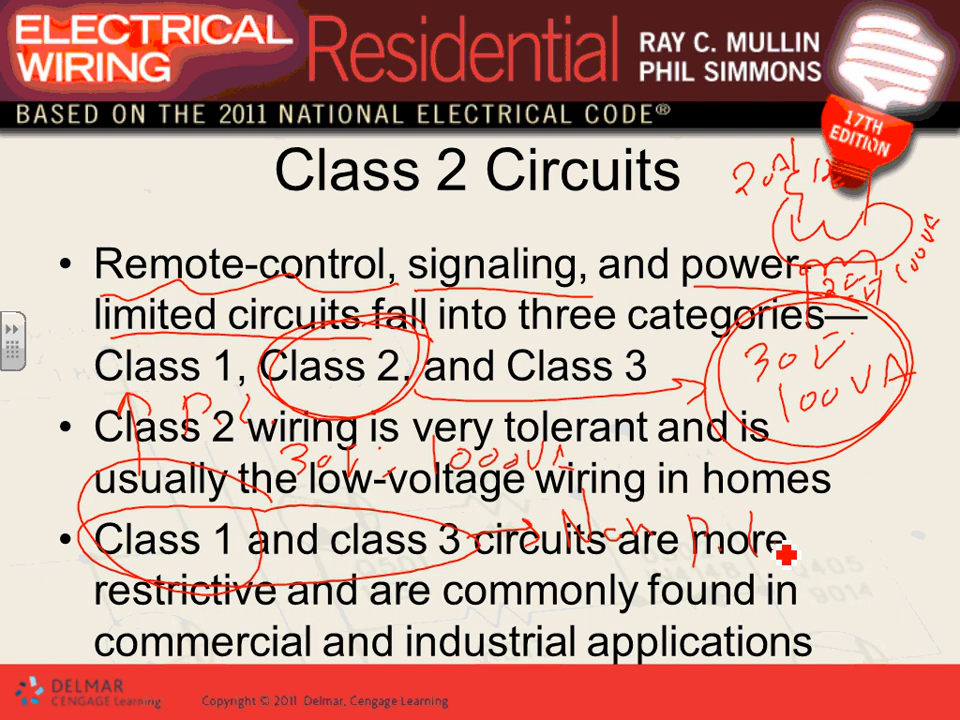 ELECTRICAL WIRING Residential RAY C. MULLIN
PHIL SIMMONS
BASED ON THE 2011 NATIONAL ELECTRICAL CODE®
17TH
EDITION
Class 2 Circuits
• Remote-control, signaling, and power-
limited circuits fall into three categories—
Class 1, Class 2, and Class 3
30V
100VA
100VA
• Class 2 wiring is very tolerant and is
30V 1000VA
usually the low-voltage wiring in homes
• Class 1 and class 3 circuits are more
Non P.L
restrictive and are commonly found in
commercial and industrial applications
DELMAR
CENGAGE Learning
Copyright © 2011 Delmar, Cengage Learning